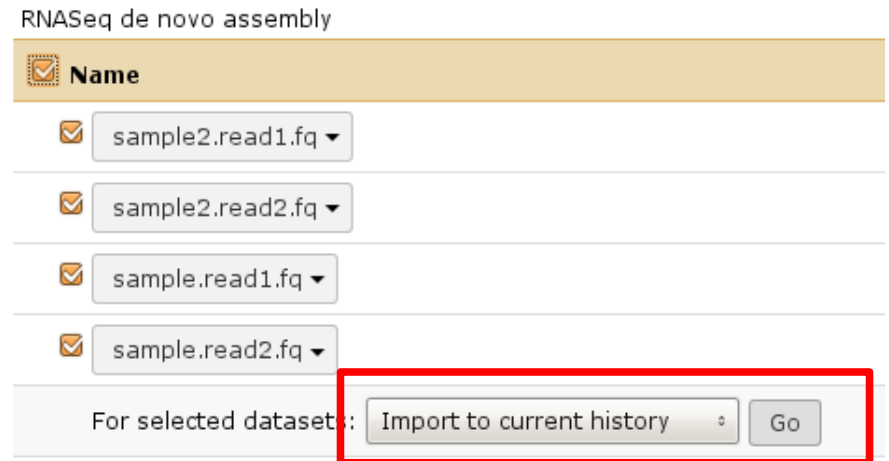 RNASeq de novo assembly
Name
sample2.read1.fq
sample2.read2.fq
sample.read1.fq
sample.read2.fq
For selected datasets: Import to current history Go